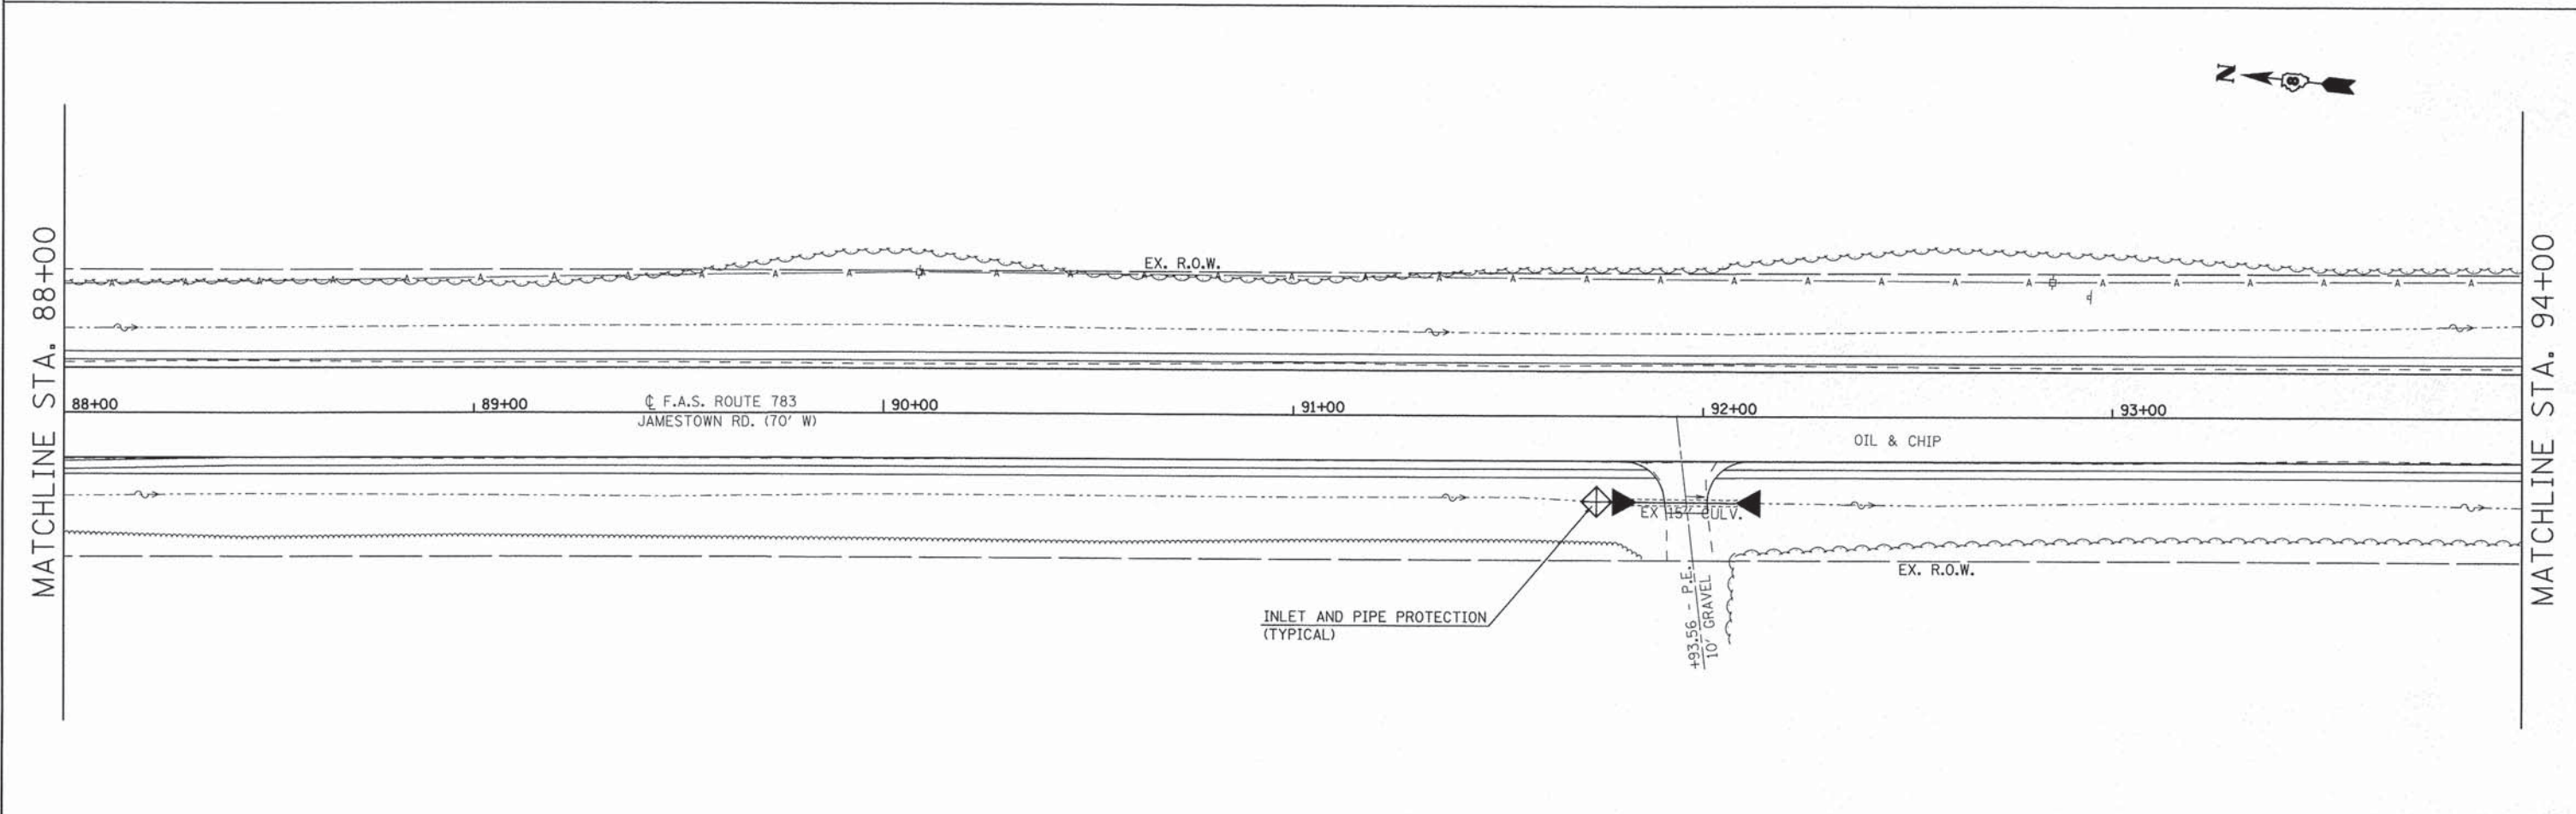 N
8
MATCHLINE STA. 88+00
EX. R.O.W.
A A A A A A A A A A A A A A A A A A A A A A A A A A A A A A A A A
88+00
89+00
℄ F.A.S. ROUTE 783
JAMESTOWN RD. (70' W)
90+00
91+00
92+00
93+00
OIL & CHIP
EX 15" CULV.
EX. R.O.W.
INLET AND PIPE PROTECTION
(TYPICAL)
+93.56 - P.E.
10' GRAVEL
MATCHLINE STA. 94+00